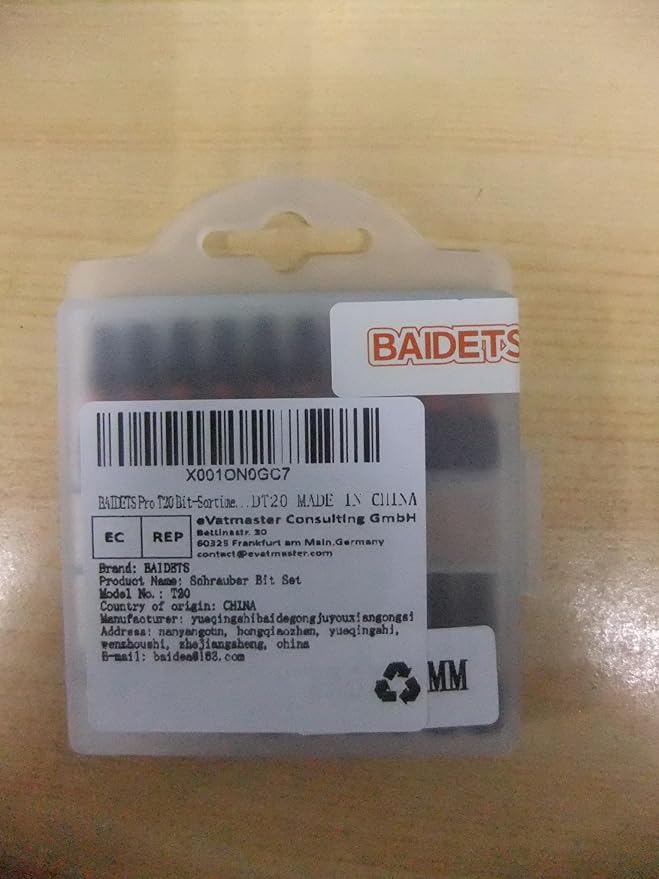 BAIDETS
X001ON0GC7
BAIDETS Pro T20 Bit-Sortime...DT20 MADE IN CHINA
EC REP
eVatmaster Consulting GmbH
Bettinastr. 30
60325 Frankfurt am Main,Germany
contact@evatmaster.com
Brand: BAIDETS
Product Name: Schrauber Bit Set
Model No.: T20
Country of origin: CHINA
Manufacturer: yueqingshibaidegongjuyouxiangongsi
Address: nanyangcun, hongqiaozhen, yueqingshi,
wenzhoushi, zhejiangsheng, china
E-mail: baidea@163.com
MM